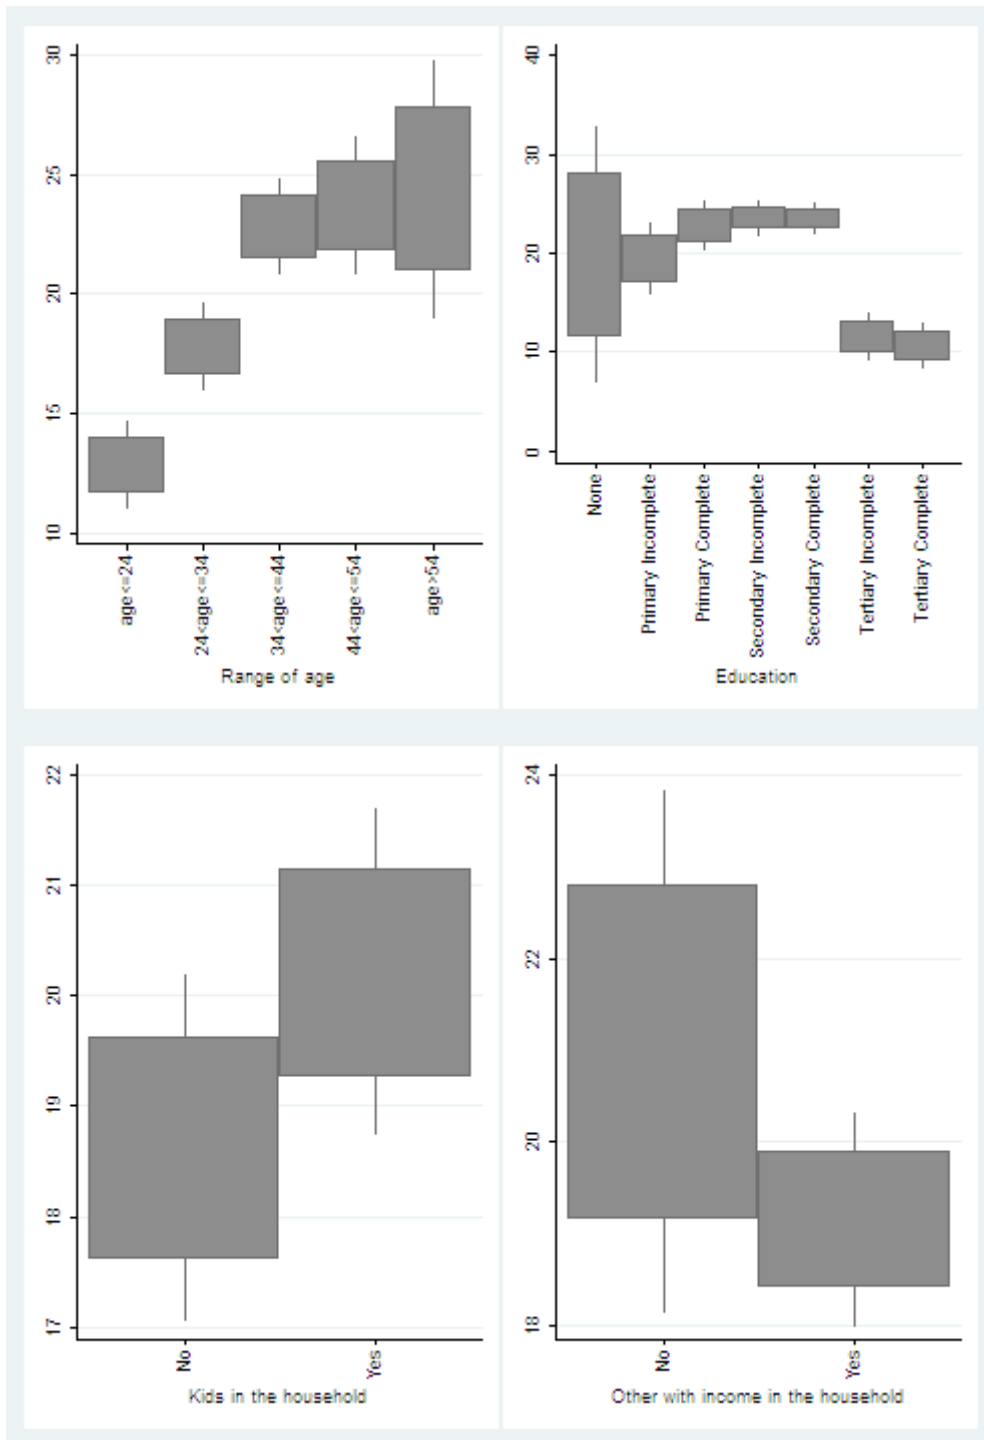 30
25
20
15
10
age<=24
24<age<=34
34<age<=44
44<age<=54
age>54
Range of age
40
30
20
10
0
None
Primary Incomplete
Primary Complete
Secondary Incomplete
Secondary Complete
Tertiary Incomplete
Tertiary Complete
Education
22
21
20
19
18
17
No
Yes
Kids in the household
24
22
20
18
No
Yes
Other with income in the household